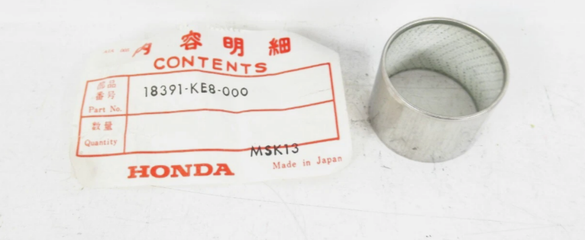 容明細
CONTENTS
部品
番号
Part No.
18391-KE8-000
数量
Quantity
MSK13
HONDA
Made in Japan